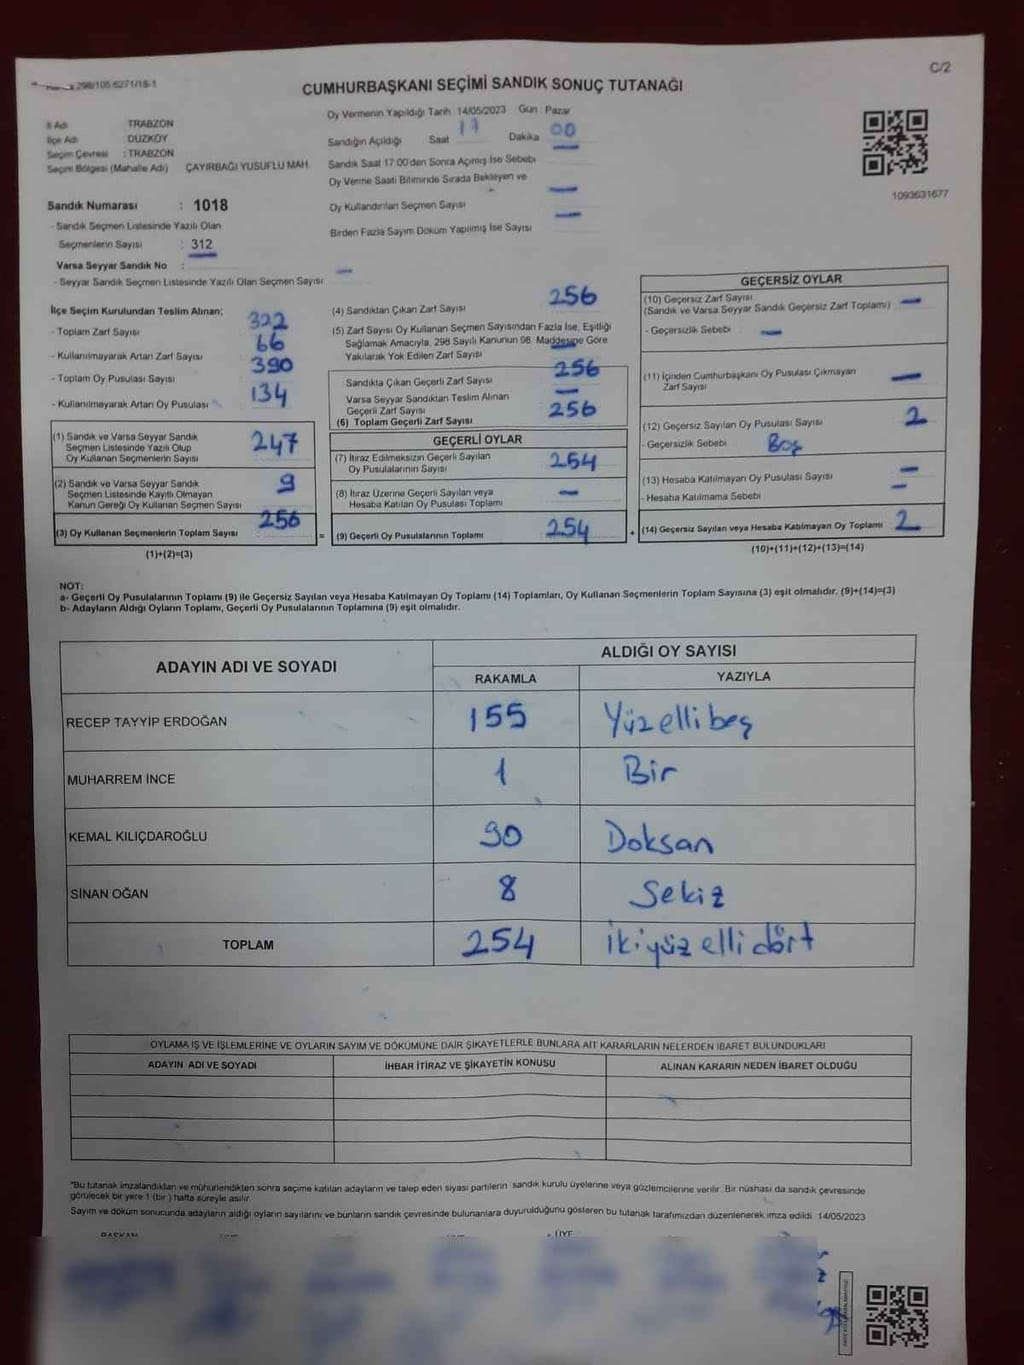 C/2
298/105.6271/18-1
CUMHURBAŞKANI SEÇİMİ SANDIK SONUÇ TUTANAĞI
İl Adı TRABZON
İlçe Adı DÜZKÖY
Seçim Çevresi : TRABZON
Seçim Bölgesi (Mahalle Adı) ÇAYIRBAĞI YUSUFLU MAH.
Sandık Numarası : 1018
- Sandık Seçmen Listesinde Yazılı Olan
Seçmenlerin Sayısı : 312
Varsa Seyyar Sandık No :
- Seyyar Sandık Seçmen Listesinde Yazılı Olan Seçmen Sayısı : —
Oy Vermenin Yapıldığı Tarih 14/05/2023 Gün : Pazar
Sandığın Açıldığı Saat 17 Dakika 00
Sandık Saat 17:00'den Sonra Açılmış İse Sebebi —
Oy Verme Saati Bitiminde Sırada Bekleyen ve
Oy Kullandırılan Seçmen Sayısı —
Birden Fazla Sayım Döküm Yapılmış İse Sayısı —
1093631677
İlçe Seçim Kurulundan Teslim Alınan;
- Toplam Zarf Sayısı 322
- Kullanılmayarak Artan Zarf Sayısı 66
- Toplam Oy Pusulası Sayısı 390
- Kullanılmayarak Artan Oy Pusulası 134
(1) Sandık ve Varsa Seyyar Sandık
Seçmen Listesinde Yazılı Olup
Oy Kullanan Seçmenlerin Sayısı 247
(2) Sandık ve Varsa Seyyar Sandık
Seçmen Listesinde Kayıtlı Olmayan
Kanun Gereği Oy Kullanan Seçmen Sayısı 9
(3) Oy Kullanan Seçmenlerin Toplam Sayısı 256
(1)+(2)=(3)
(4) Sandıktan Çıkan Zarf Sayısı 256
(5) Zarf Sayısı Oy Kullanan Seçmen Sayısından Fazla İse, Eşitliği
Sağlamak Amacıyla, 298 Sayılı Kanunun 98. Maddesine Göre
Yakılarak Yok Edilen Zarf Sayısı —
Sandıkta Çıkan Geçerli Zarf Sayısı 256
Varsa Seyyar Sandıktan Teslim Alınan
Geçerli Zarf Sayısı —
(6) Toplam Geçerli Zarf Sayısı 256
GEÇERLİ OYLAR
(7) İtiraz Edilmeksizin Geçerli Sayılan
Oy Pusulalarının Sayısı 254
(8) İtiraz Üzerine Geçerli Sayılan veya
Hesaba Katılan Oy Pusulası Toplamı —
= (9) Geçerli Oy Pusulalarının Toplamı 254
GEÇERSİZ OYLAR
(10) Geçersiz Zarf Sayısı —
(Sandık ve Varsa Seyyar Sandık Geçersiz Zarf Toplamı)
- Geçersizlik Sebebi —
(11) İçinden Cumhurbaşkanı Oy Pusulası Çıkmayan
Zarf Sayısı —
(12) Geçersiz Sayılan Oy Pusulası Sayısı 2
- Geçersizlik Sebebi Boş
(13) Hesaba Katılmayan Oy Pusulası Sayısı —
- Hesaba Katılmama Sebebi —
+ (14) Geçersiz Sayılan veya Hesaba Katılmayan Oy Toplamı 2
(10)+(11)+(12)+(13)=(14)
NOT:
a- Geçerli Oy Pusulalarının Toplamı (9) ile Geçersiz Sayılan veya Hesaba Katılmayan Oy Toplamı (14) Toplamları, Oy Kullanan Seçmenlerin Toplam Sayısına (3) eşit olmalıdır. (9)+(14)=(3)
b- Adayların Aldığı Oyların Toplamı, Geçerli Oy Pusulalarının Toplamına (9) eşit olmalıdır.
ADAYIN ADI VE SOYADI ALDIĞI OY SAYISI
RAKAMLA YAZIYLA
RECEP TAYYİP ERDOĞAN 155 Yüzellibeş
MUHARREM İNCE 1 Bir
KEMAL KILIÇDAROĞLU 90 Doksan
SİNAN OĞAN 8 Sekiz
TOPLAM 254 ikiyüz elli dört
OYLAMA İŞ VE İŞLEMLERİNE VE OYLARIN SAYIM VE DÖKÜMÜNE DAİR ŞİKAYETLERLE BUNLARA AİT KARARLARIN NELERDEN İBARET BULUNDUKLARI
ADAYIN ADI VE SOYADI İHBAR İTİRAZ VE ŞİKAYETİN KONUSU ALINAN KARARIN NEDEN İBARET OLDUĞU
"Bu tutanak imzalandıktan ve mühürlendikten sonra seçime katılan adayların ve talep eden siyasi partilerin sandık kurulu üyelerine veya gözlemcilerine verilir. Bir nüshası da sandık çevresinde
görülecek bir yere 1 (bir) hafta süreyle asılır.
Sayım ve döküm sonucunda adayların aldığı oyların sayılarını ve bunların sandık çevresinde bulunanlara duyurulduğunu gösteren bu tutanak tarafımızdan düzenlenerek imza edildi. 14/05/2023
BAŞKAN ÜYE